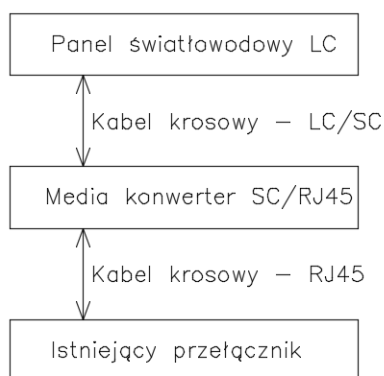 Panel światłowodowy LC
Kabel krosowy – LC/SC
Media konwerter SC/RJ45
Kabel krosowy – RJ45
Istniejący przełącznik